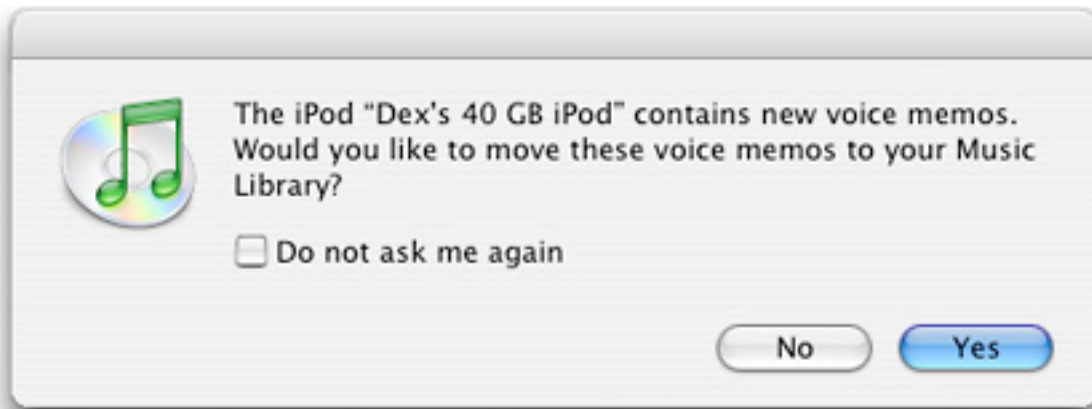 The iPod “Dex's 40 GB iPod” contains new voice memos.
Would you like to move these voice memos to your Music
Library?
Do not ask me again
No
Yes